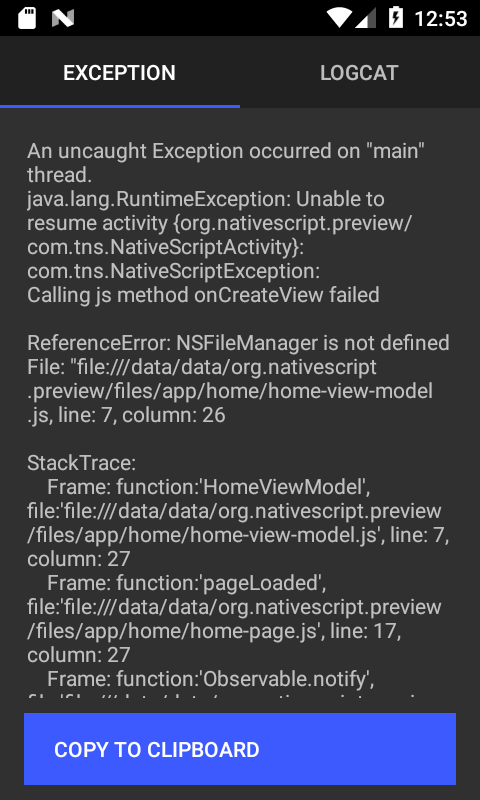 12:53
EXCEPTION
LOGCAT
An uncaught Exception occurred on "main"
thread.
java.lang.RuntimeException: Unable to
resume activity {org.nativescript.preview/
com.tns.NativeScriptActivity}:
com.tns.NativeScriptException:
Calling js method onCreateView failed
ReferenceError: NSFileManager is not defined
File: "file:///data/data/org.nativescript
.preview/files/app/home/home-view-model
.js, line: 7, column: 26
StackTrace:
Frame: function:'HomeViewModel',
file:'file:///data/data/org.nativescript.preview
/files/app/home/home-view-model.js', line: 7,
column: 27
Frame: function:'pageLoaded',
file:'file:///data/data/org.nativescript.preview
/files/app/home/home-page.js', line: 17,
column: 27
Frame: function:'Observable.notify',
COPY TO CLIPBOARD